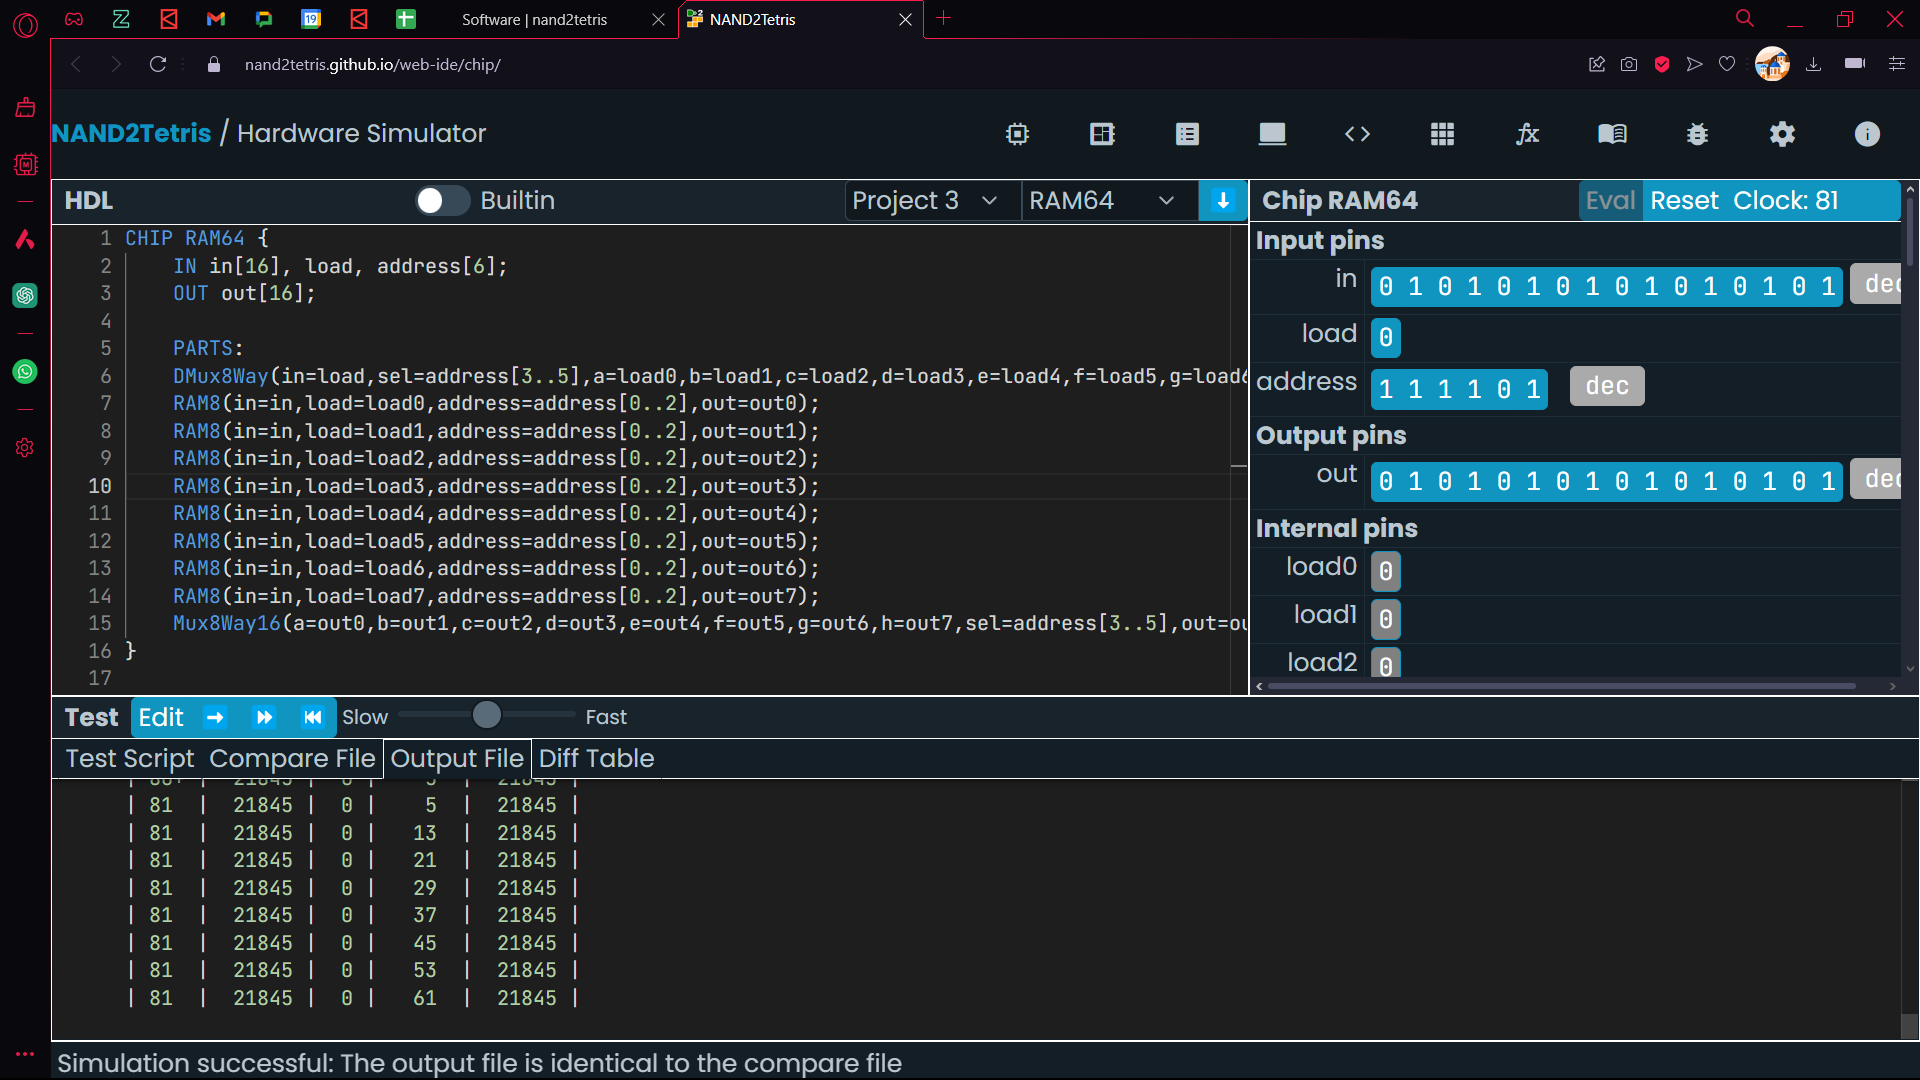 Software | nand2tetris
NAND2Tetris
nand2tetris.github.io/web-ide/chip/
NAND2Tetris / Hardware Simulator
HDL
Builtin
Project 3
RAM64
1 CHIP RAM64 {
2 IN in[16], load, address[6];
3 OUT out[16];
4
5 PARTS:
6 DMux8Way(in=load,sel=address[3..5],a=load0,b=load1,c=load2,d=load3,e=load4,f=load5,g=load6
7 RAM8(in=in,load=load0,address=address[0..2],out=out0);
8 RAM8(in=in,load=load1,address=address[0..2],out=out1);
9 RAM8(in=in,load=load2,address=address[0..2],out=out2);
10 RAM8(in=in,load=load3,address=address[0..2],out=out3);
11 RAM8(in=in,load=load4,address=address[0..2],out=out4);
12 RAM8(in=in,load=load5,address=address[0..2],out=out5);
13 RAM8(in=in,load=load6,address=address[0..2],out=out6);
14 RAM8(in=in,load=load7,address=address[0..2],out=out7);
15 Mux8Way16(a=out0,b=out1,c=out2,d=out3,e=out4,f=out5,g=out6,h=out7,sel=address[3..5],out=ou
16 }
17
Chip RAM64
Eval Reset Clock: 81
Input pins
in 0 1 0 1 0 1 0 1 0 1 0 1 0 1 0 1 dec
load 0
address 1 1 1 1 0 1 dec
Output pins
out 0 1 0 1 0 1 0 1 0 1 0 1 0 1 0 1 dec
Internal pins
load0 0
load1 0
load2 0
Test Edit Slow Fast
Test Script Compare File Output File Diff Table
| 81 | 21845 | 0 | 5 | 21845 |
| 81 | 21845 | 0 | 13 | 21845 |
| 81 | 21845 | 0 | 21 | 21845 |
| 81 | 21845 | 0 | 29 | 21845 |
| 81 | 21845 | 0 | 37 | 21845 |
| 81 | 21845 | 0 | 45 | 21845 |
| 81 | 21845 | 0 | 53 | 21845 |
| 81 | 21845 | 0 | 61 | 21845 |
Simulation successful: The output file is identical to the compare file